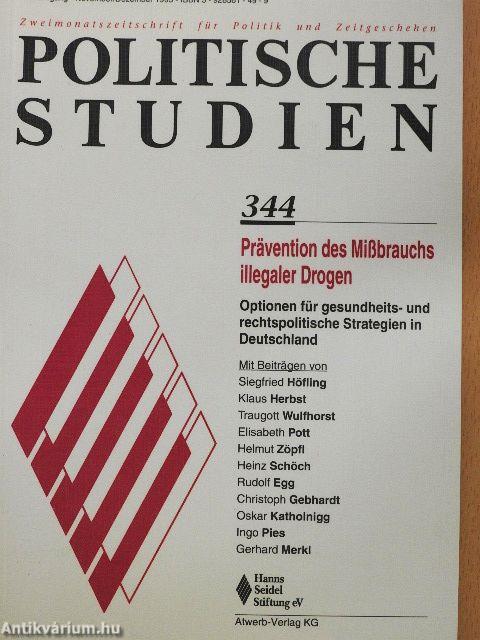 Zweimonatszeitschrift für Politik und Zeitgeschehen
POLITISCHE
STUDIEN
344
Prävention des Mißbrauchs
illegaler Drogen
Optionen für gesundheits- und
rechtspolitische Strategien in
Deutschland
Mit Beiträgen von
Siegfried Höfling
Klaus Herbst
Traugott Wulfhorst
Elisabeth Pott
Helmut Zöpfl
Heinz Schöch
Rudolf Egg
Christoph Gebhardt
Oskar Katholnigg
Ingo Pies
Gerhard Merkl
Hanns
Seidel
Stiftung eV
Atwerb-Verlag KG
Antikvárium.hu